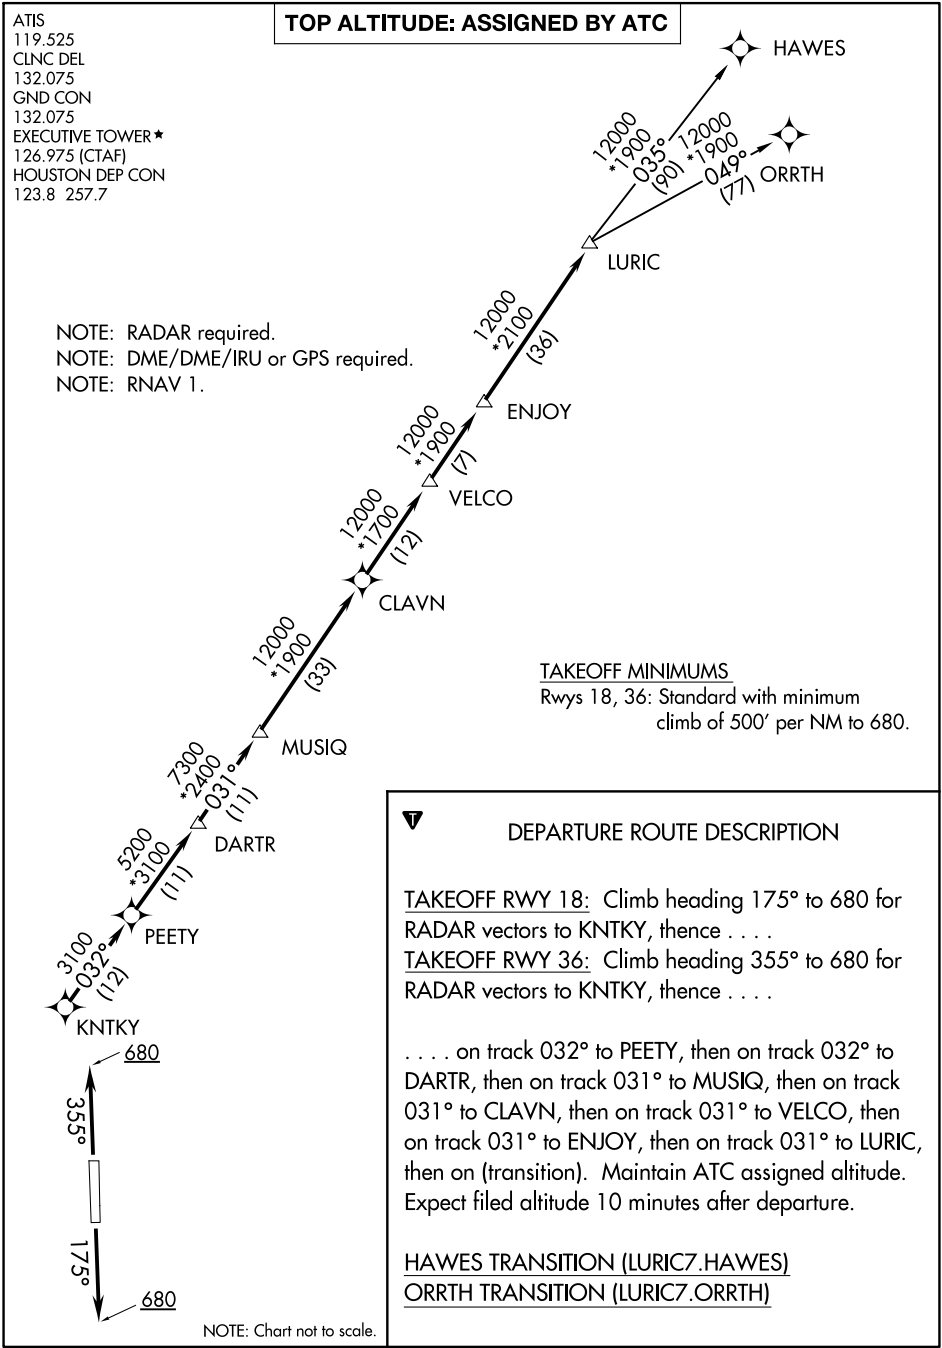 ATIS
119.525
CLNC DEL
132.075
GND CON
132.075
EXECUTIVE TOWER★
126.975 (CTAF)
HOUSTON DEP CON
123.8 257.7
TOP ALTITUDE: ASSIGNED BY ATC
HAWES
12000
*1900
035°
(90)
12000
*1900
049°
(77)
ORRTH
LURIC
12000
*2100
(36)
NOTE: RADAR required.
NOTE: DME/DME/IRU or GPS required.
NOTE: RNAV 1.
ENJOY
12000
*1900
(7)
VELCO
12000
*1700
(12)
CLAVN
12000
*1900
(33)
TAKEOFF MINIMUMS
Rwys 18, 36: Standard with minimum
climb of 500' per NM to 680.
MUSIQ
7300
*2400
031°
(11)
DARTR
5200
*3100
(11)
PEETY
3100
032°
(12)
KNTKY
680
355°
175°
680
NOTE: Chart not to scale.
T
DEPARTURE ROUTE DESCRIPTION
TAKEOFF RWY 18: Climb heading 175° to 680 for
RADAR vectors to KNTKY, thence . . . .
TAKEOFF RWY 36: Climb heading 355° to 680 for
RADAR vectors to KNTKY, thence . . . .
. . . . on track 032° to PEETY, then on track 032° to
DARTR, then on track 031° to MUSIQ, then on track
031° to CLAVN, then on track 031° to VELCO, then
on track 031° to ENJOY, then on track 031° to LURIC,
then on (transition). Maintain ATC assigned altitude.
Expect filed altitude 10 minutes after departure.
HAWES TRANSITION (LURIC7.HAWES)
ORRTH TRANSITION (LURIC7.ORRTH)